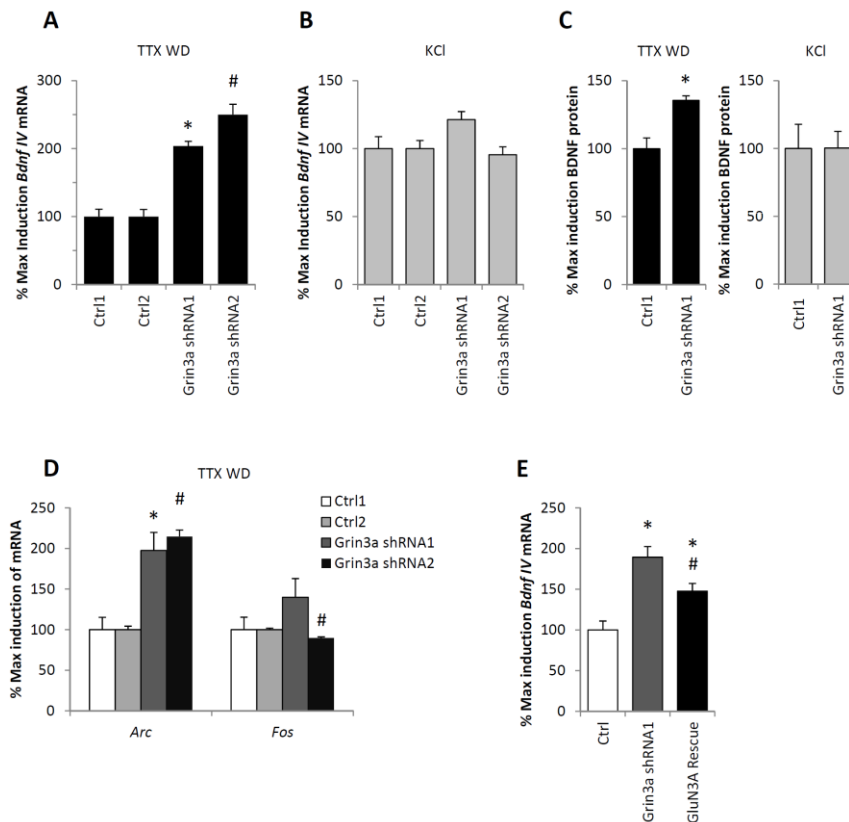 A
TTX WD
% Max Induction Bdnf IV mRNA
300
200
100
0
#
*
Ctrl1
Ctrl2
Grin3a shRNA1
Grin3a shRNA2
B
KCl
% Max Induction Bdnf IV mRNA
150
100
50
0
Ctrl1
Ctrl2
Grin3a shRNA1
Grin3a shRNA2
C
TTX WD
% Max induction BDNF protein
150
100
50
0
*
Ctrl1
Grin3a shRNA1
KCl
% Max induction BDNF protein
150
100
50
0
Ctrl1
Grin3a shRNA1
D
TTX WD
% Max induction of mRNA
250
200
150
100
50
0
*
#
#
Ctrl1
Ctrl2
Grin3a shRNA1
Grin3a shRNA2
Arc
Fos
E
% Max induction Bdnf IV mRNA
250
200
150
100
50
0
*
*
#
Ctrl
Grin3a shRNA1
GluN3A Rescue